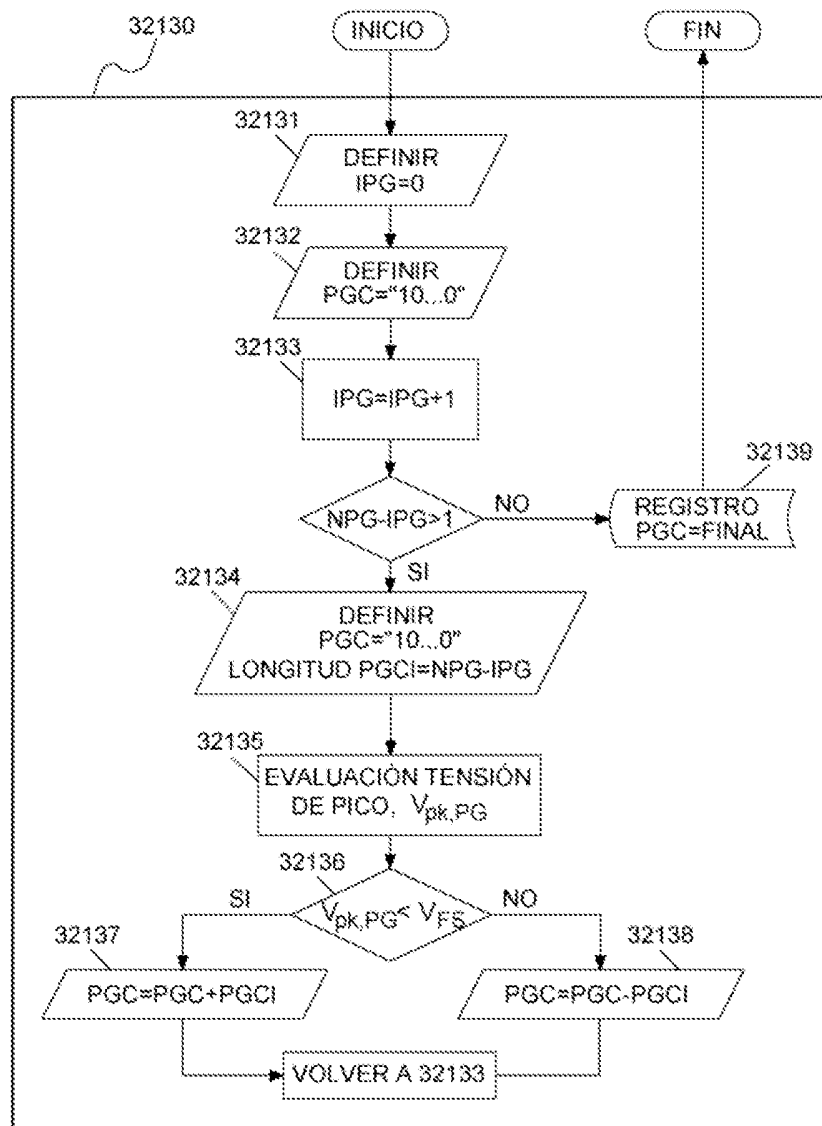 32130
INICIO
FIN
32131
DEFINIR
IPG=0
32132
DEFINIR
PGC="10...0"
32133
IPG=IPG+1
NPG-IPG>1
NO
32139
REGISTRO
PGC=FINAL
SI
32134
DEFINIR
PGC="10...0"
LONGITUD PGCI=NPG-IPG
32135
EVALUACIÓN TENSIÓN
DE PICO, Vpk,PG
32136
SI
Vpk,PG< VFS
NO
32137
32138
PGC=PGC+PGCI
PGC=PGC-PGCI
VOLVER A 32133